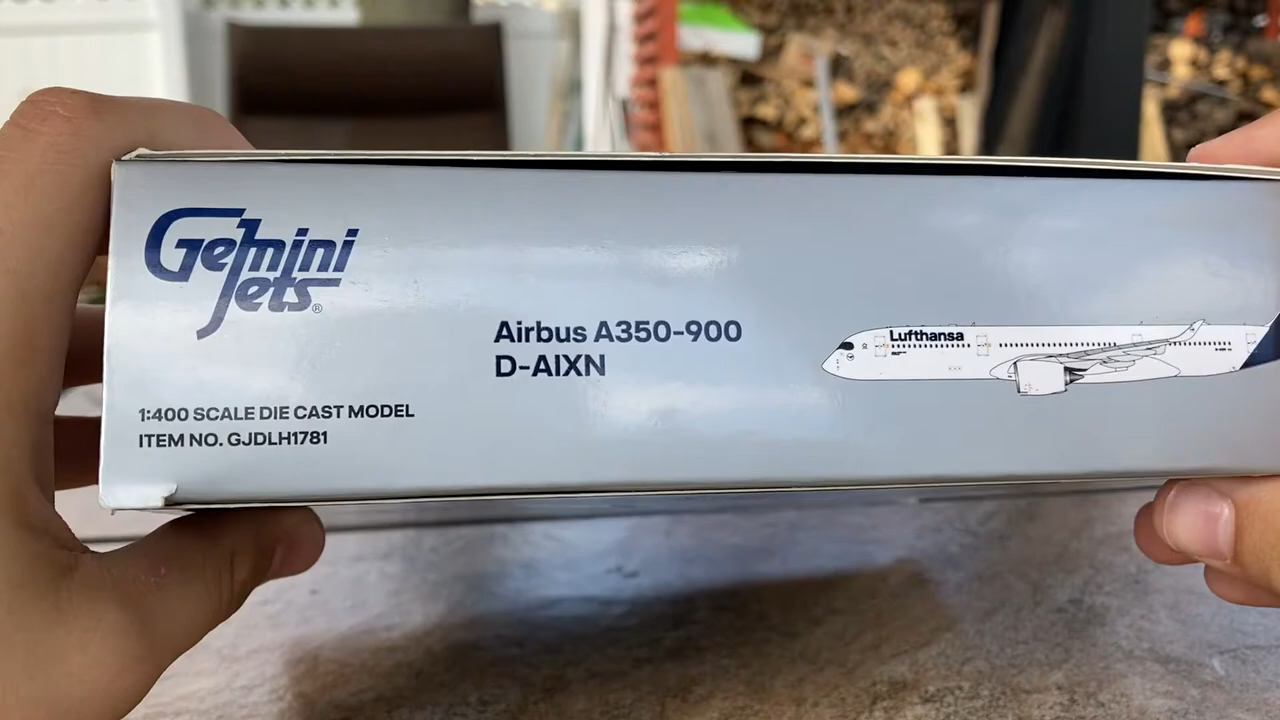 Gemini
Jets®
Airbus A350-900
D-AIXN
Lufthansa
1:400 SCALE DIE CAST MODEL
ITEM NO. GJDLH1781